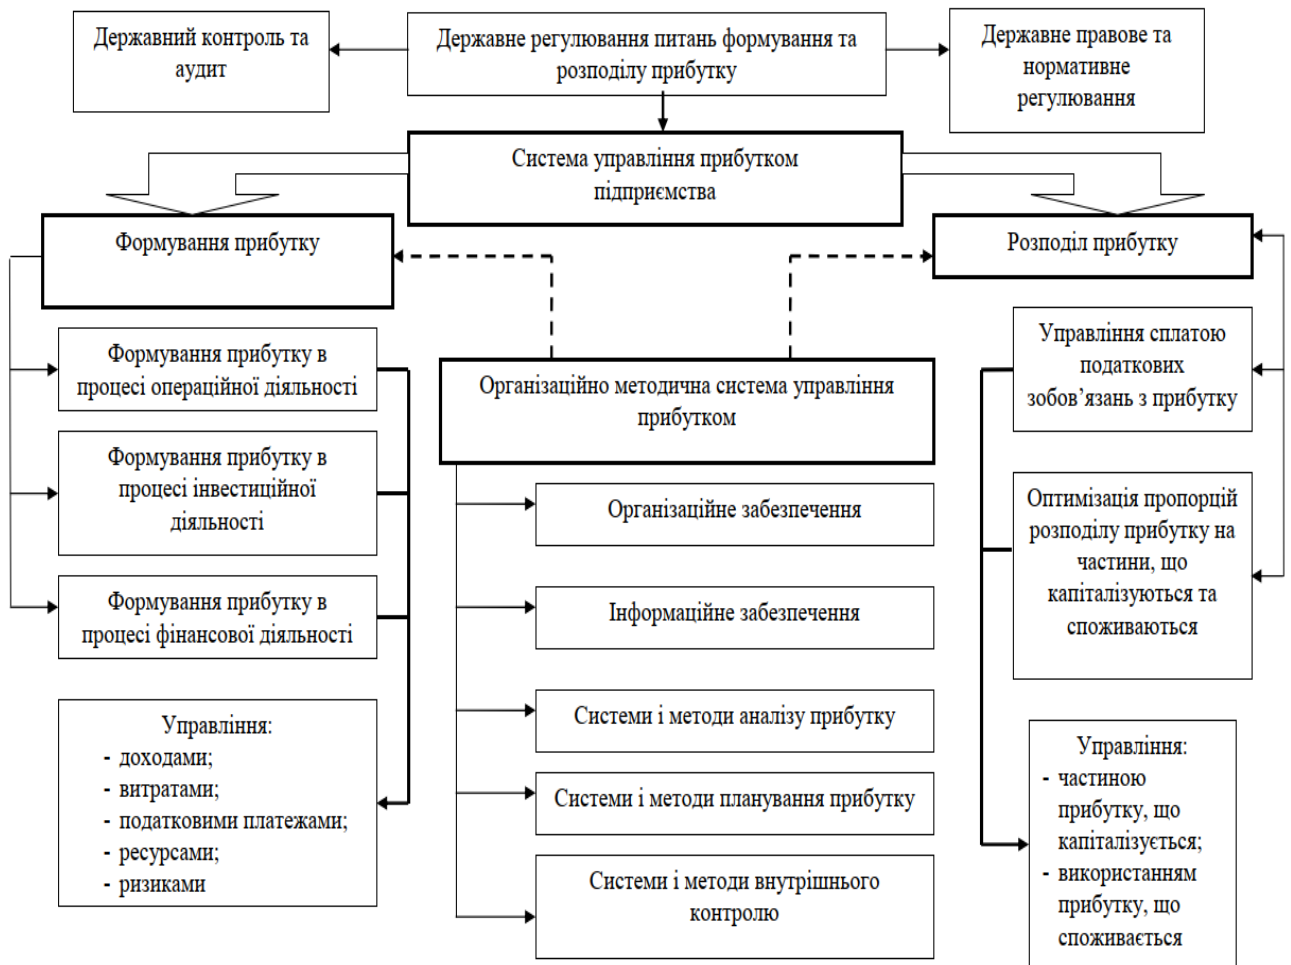 Державний контроль та
аудит
Державне регулювання питань формування та
розподілу прибутку
Державне правове та
нормативне
регулювання
Система управління прибутком
підприємства
Формування прибутку
Розподіл прибутку
Формування прибутку в
процесі операційної діяльності
Формування прибутку в
процесі інвестиційної
діяльності
Формування прибутку в
процесі фінансової діяльності
Управління:
- доходами;
- витратами;
- податковими платежами;
- ресурсами;
- ризиками
Організаційно методична система управління
прибутком
Організаційне забезпечення
Інформаційне забезпечення
Системи і методи аналізу прибутку
Системи і методи планування прибутку
Системи і методи внутрішнього
контролю
Управління сплатою
податкових
зобов’язань з прибутку
Оптимізація пропорцій
розподілу прибутку на
частини, що
капіталізуються та
споживаються
Управління:
- частиною
прибутку, що
капіталізується;
- використанням
прибутку, що
споживається